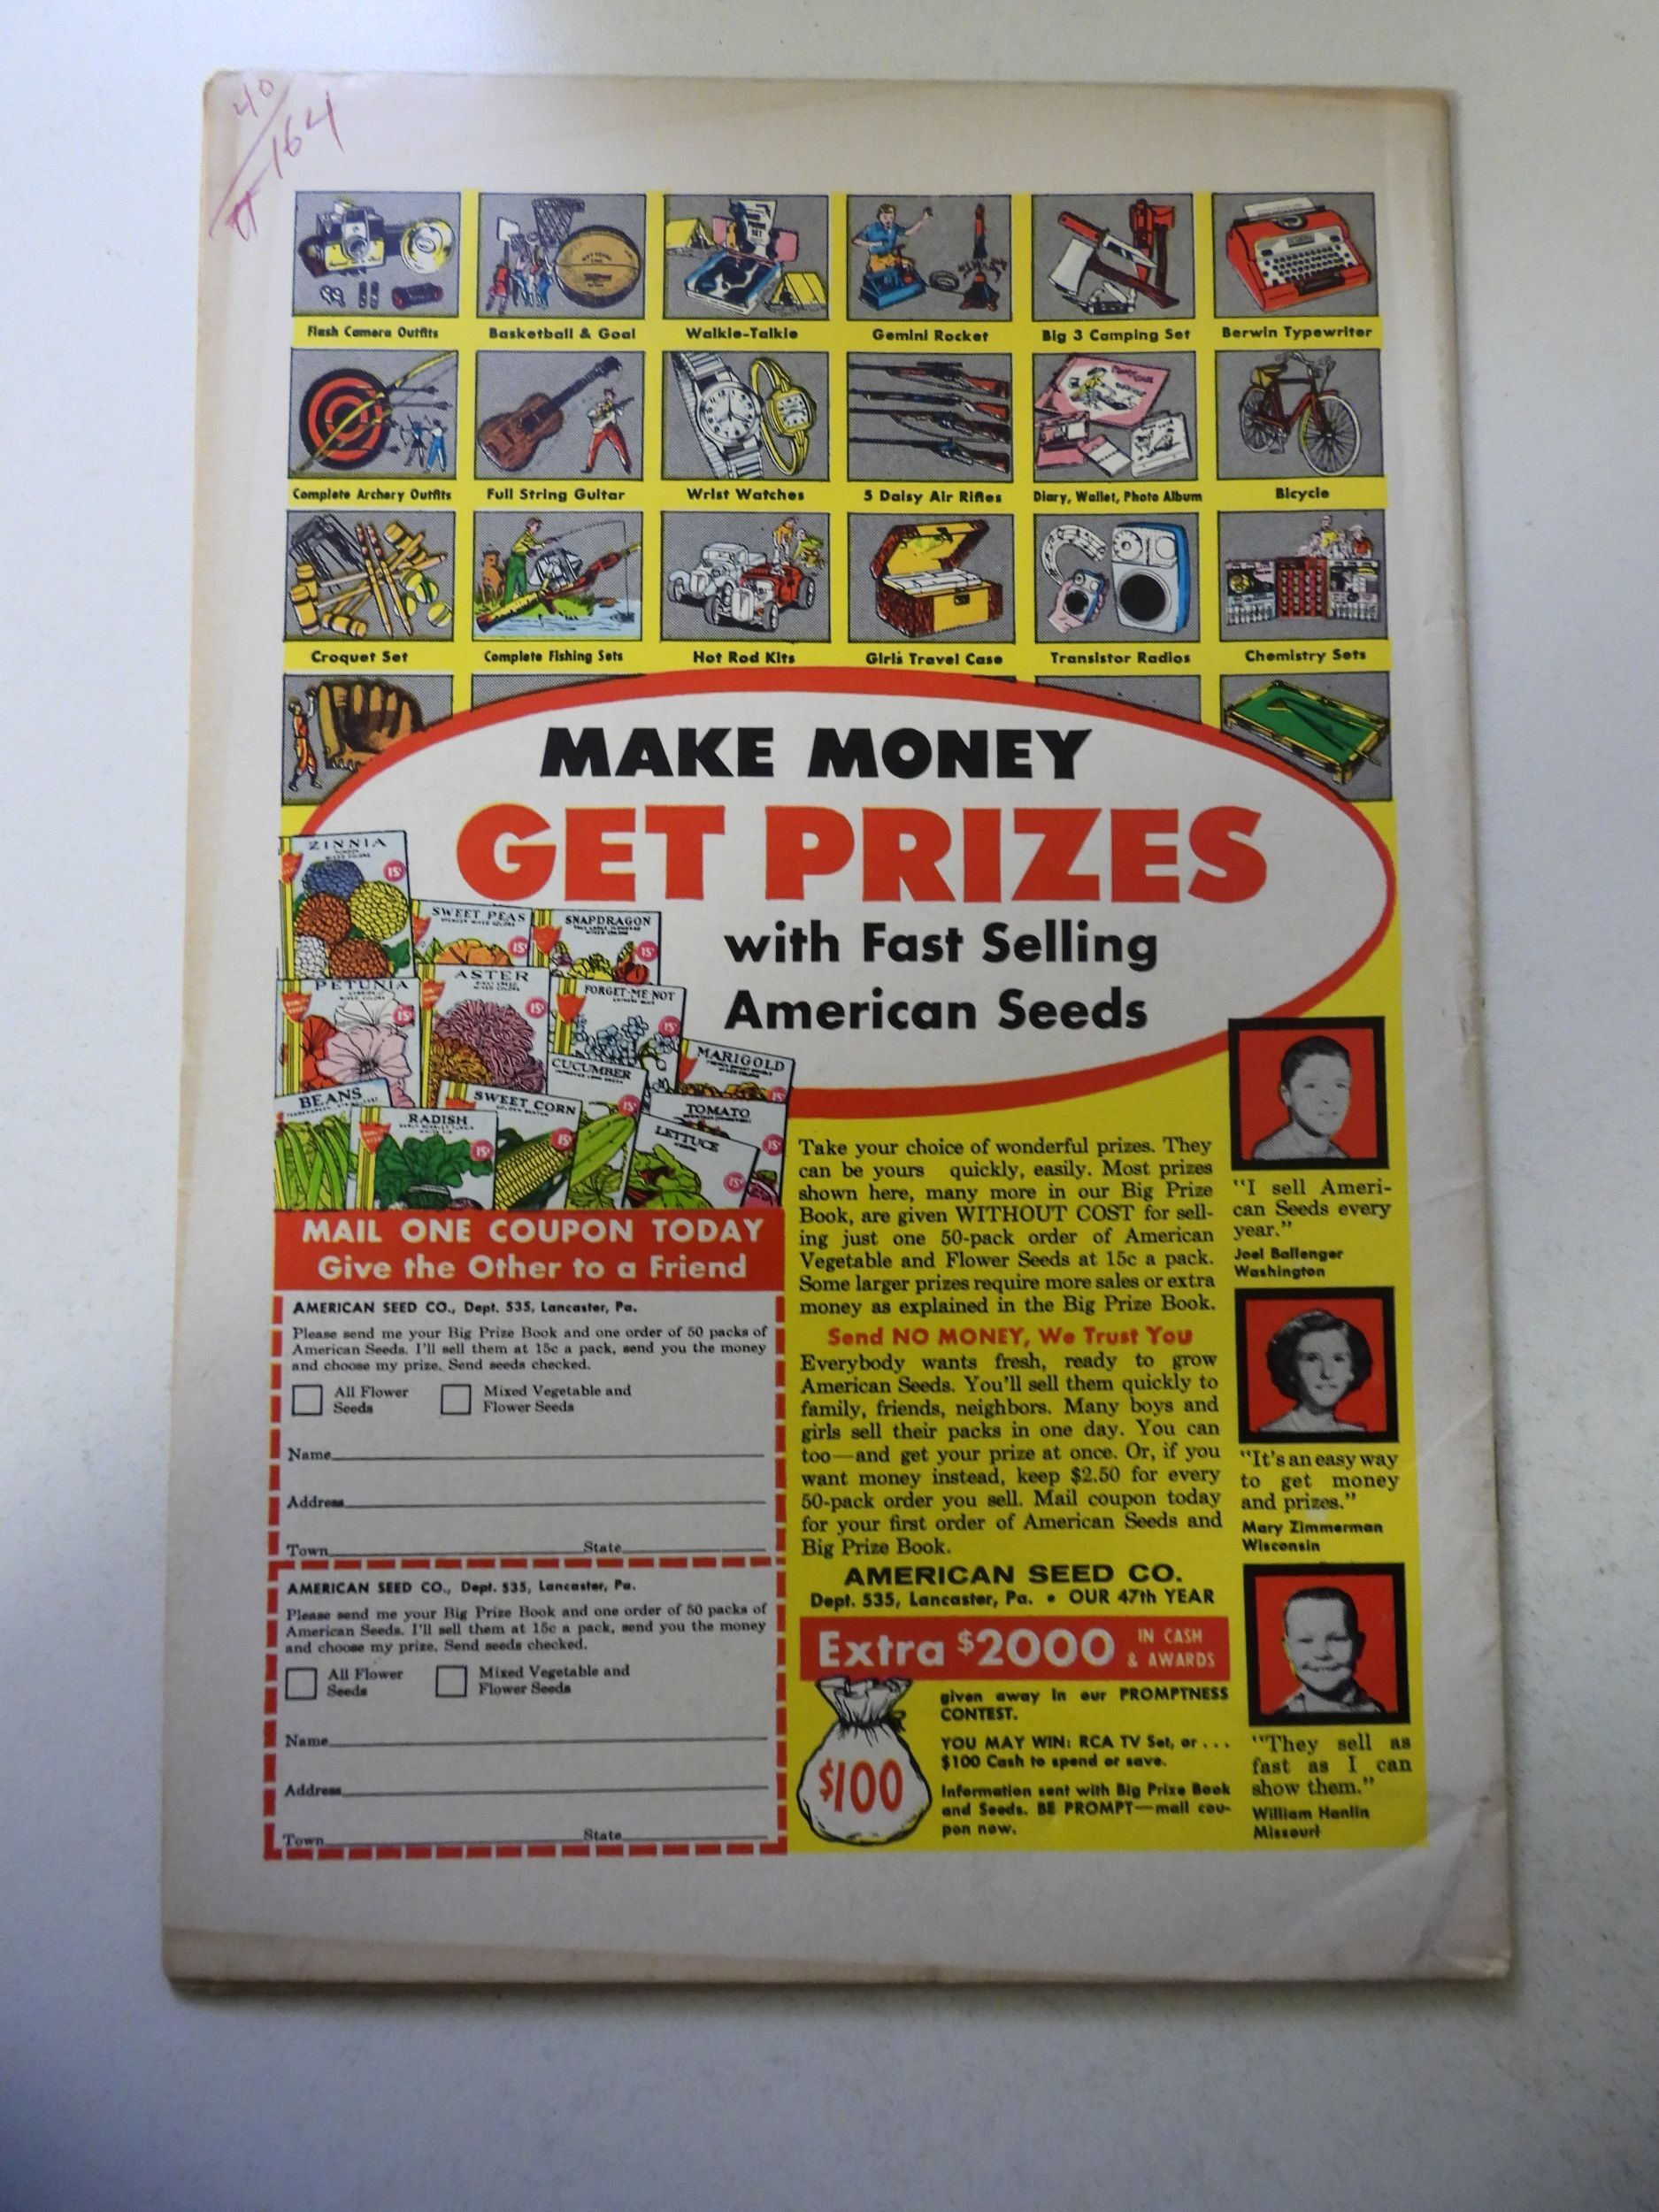 40
164
Flash Camera Outfits
Basketball & Goal
Walkie-Talkie
Gemini Rocket
Big 3 Camping Set
Berwin Typewriter
Complete Archery Outfits
Full String Guitar
Wrist Watches
5 Daisy Air Rifles
Diary, Wallet, Photo Album
Bicycle
Croquet Set
Complete Fishing Sets
Hot Rod Kits
Girl's Travel Case
Transistor Radios
Chemistry Sets
MAKE MONEY
GET PRIZES
with Fast Selling
American Seeds
ZINNIA
15¢
SWEET PEAS
15¢
SNAPDRAGON
15¢
PETUNIA
15¢
ASTER
15¢
FORGET-ME NOT
15¢
MARIGOLD
15¢
CUCUMBER
15¢
BEANS
RADISH
15¢
SWEET CORN
15¢
TOMATO
15¢
LETTUCE
15¢
MAIL ONE COUPON TODAY
Give the Other to a Friend
AMERICAN SEED CO., Dept. 535, Lancaster, Pa.
Please send me your Big Prize Book and one order of 50 packs of
American Seeds. I'll sell them at 15c a pack, send you the money
and choose my prize. Send seeds checked.
All Flower
Seeds
Mixed Vegetable and
Flower Seeds
Name
Address
Town State
AMERICAN SEED CO., Dept. 535, Lancaster, Pa.
Please send me your Big Prize Book and one order of 50 packs of
American Seeds. I'll sell them at 15c a pack, send you the money
and choose my prize. Send seeds checked.
All Flower
Seeds
Mixed Vegetable and
Flower Seeds
Name
Address
Town State
Take your choice of wonderful prizes. They
can be yours quickly, easily. Most prizes
shown here, many more in our Big Prize
Book, are given WITHOUT COST for sell-
ing just one 50-pack order of American
Vegetable and Flower Seeds at 15c a pack.
Some larger prizes require more sales or extra
money as explained in the Big Prize Book.
Send NO MONEY, We Trust You
Everybody wants fresh, ready to grow
American Seeds. You'll sell them quickly to
family, friends, neighbors. Many boys and
girls sell their packs in one day. You can
too—and get your prize at once. Or, if you
want money instead, keep $2.50 for every
50-pack order you sell. Mail coupon today
for your first order of American Seeds and
Big Prize Book.
AMERICAN SEED CO.
Dept. 535, Lancaster, Pa. • OUR 47th YEAR
Extra $2000 IN CASH
& AWARDS
$100
given away in our PROMPTNESS
CONTEST.
YOU MAY WIN: RCA TV Set, or . . .
$100 Cash to spend or save.
Information sent with Big Prize Book
and Seeds. BE PROMPT—mail cou-
pon now.
"I sell Ameri-
can Seeds every
year."
Joel Ballenger
Washington
"It's an easy way
to get money
and prizes."
Mary Zimmerman
Wisconsin
"They sell as
fast as I can
show them."
William Hanlin
Missouri